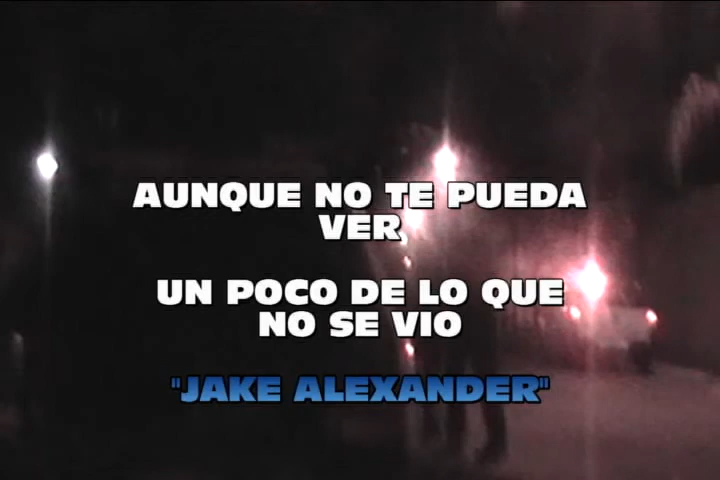 AUNQUE NO TE PUEDA
VER
UN POCO DE LO QUE
NO SE VIO
"JAKE ALEXANDER"